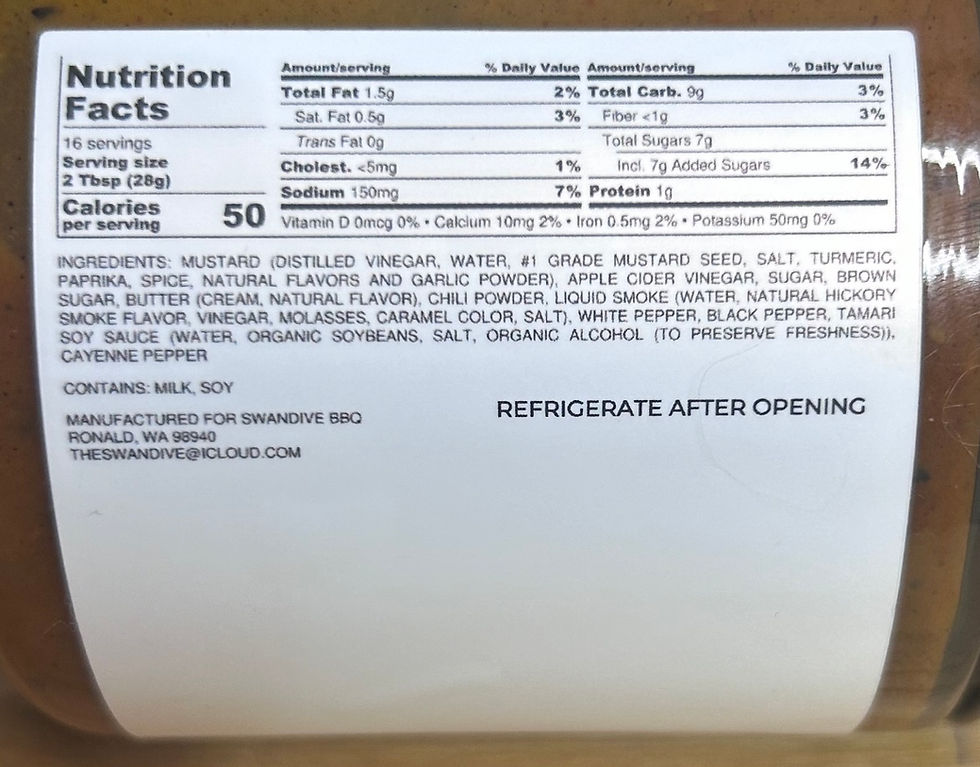 Nutrition
Facts
16 servings
Serving size
2 Tbsp (28g)
Calories
per serving 50
Amount/serving % Daily Value
Total Fat 1.5g 2%
Sat. Fat 0.5g 3%
Trans Fat 0g
Cholest. <5mg 1%
Sodium 150mg 7%
Amount/serving % Daily Value
Total Carb. 9g 3%
Fiber <1g 3%
Total Sugars 7g
Incl. 7g Added Sugars 14%
Protein 1g
Vitamin D 0mcg 0% • Calcium 10mg 2% • Iron 0.5mg 2% • Potassium 50mg 0%
INGREDIENTS: MUSTARD (DISTILLED VINEGAR, WATER, #1 GRADE MUSTARD SEED, SALT, TURMERIC,
PAPRIKA, SPICE, NATURAL FLAVORS AND GARLIC POWDER), APPLE CIDER VINEGAR, SUGAR, BROWN
SUGAR, BUTTER (CREAM, NATURAL FLAVOR), CHILI POWDER, LIQUID SMOKE (WATER, NATURAL HICKORY
SMOKE FLAVOR, VINEGAR, MOLASSES, CARAMEL COLOR, SALT), WHITE PEPPER, BLACK PEPPER, TAMARI
SOY SAUCE (WATER, ORGANIC SOYBEANS, SALT, ORGANIC ALCOHOL (TO PRESERVE FRESHNESS)),
CAYENNE PEPPER
CONTAINS: MILK, SOY
MANUFACTURED FOR SWANDIVE BBQ
RONALD, WA 98940
THESWANDIVE@ICLOUD.COM
REFRIGERATE AFTER OPENING